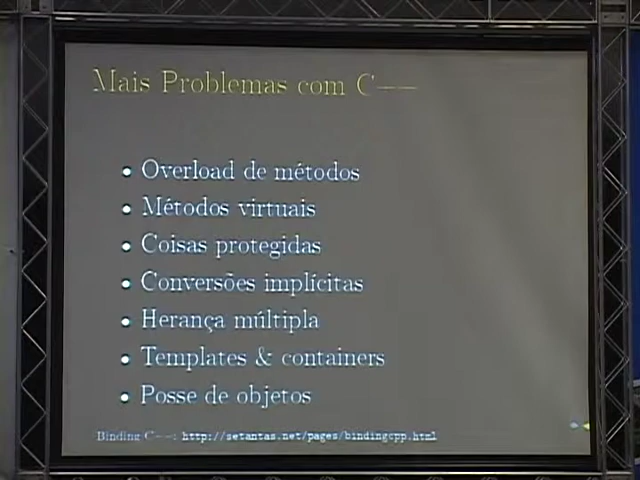 Mais Problemas com C++
• Overload de métodos
• Métodos virtuais
• Coisas protegidas
• Conversões implícitas
• Herança múltipla
• Templates & containers
• Posse de objetos
Binding C++: http://setantas.net/pages/bindingcpp.html